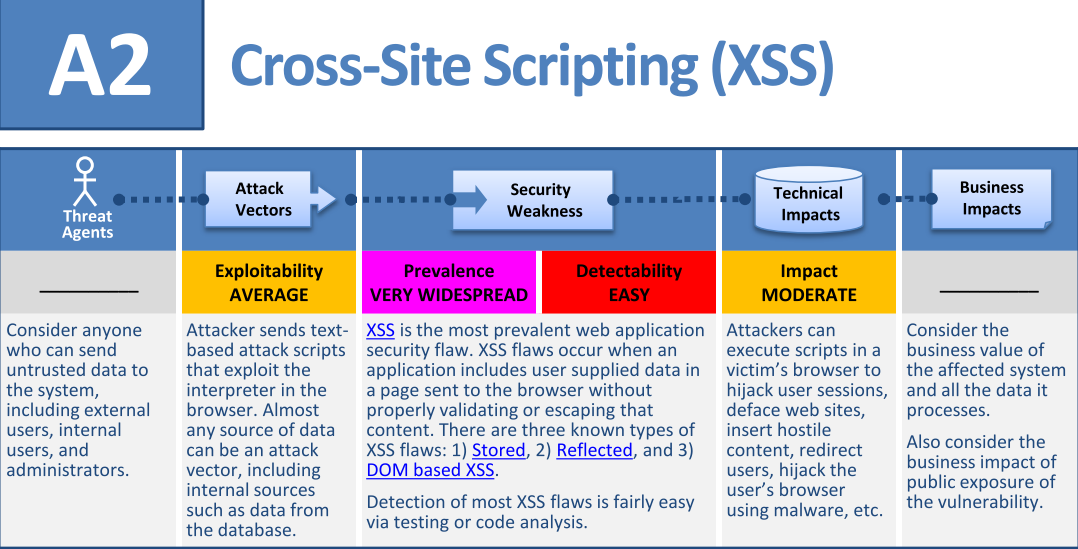 A2
Cross-Site Scripting (XSS)
Threat
Agents
Attack
Vectors
Security
Weakness
Technical
Impacts
Business
Impacts
__________
Exploitability
AVERAGE
Prevalence
VERY WIDESPREAD
Detectability
EASY
Impact
MODERATE
__________
Consider anyone
who can send
untrusted data to
the system,
including external
users, internal
users, and
administrators.
Attacker sends text-
based attack scripts
that exploit the
interpreter in the
browser. Almost
any source of data
can be an attack
vector, including
internal sources
such as data from
the database.
XSS is the most prevalent web application
security flaw. XSS flaws occur when an
application includes user supplied data in
a page sent to the browser without
properly validating or escaping that
content. There are three known types of
XSS flaws: 1) Stored, 2) Reflected, and 3)
DOM based XSS.
Detection of most XSS flaws is fairly easy
via testing or code analysis.
Attackers can
execute scripts in a
victim’s browser to
hijack user sessions,
deface web sites,
insert hostile
content, redirect
users, hijack the
user’s browser
using malware, etc.
Consider the
business value of
the affected system
and all the data it
processes.
Also consider the
business impact of
public exposure of
the vulnerability.